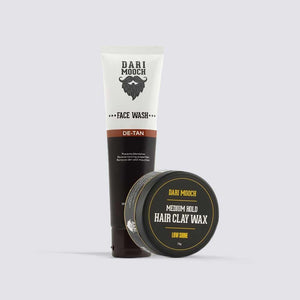 DARI
MOOCH
FACE WASH
DE-TAN
DARI MOOCH
MEDIUM HOLD
HAIR CLAY WAX
LOW SHINE